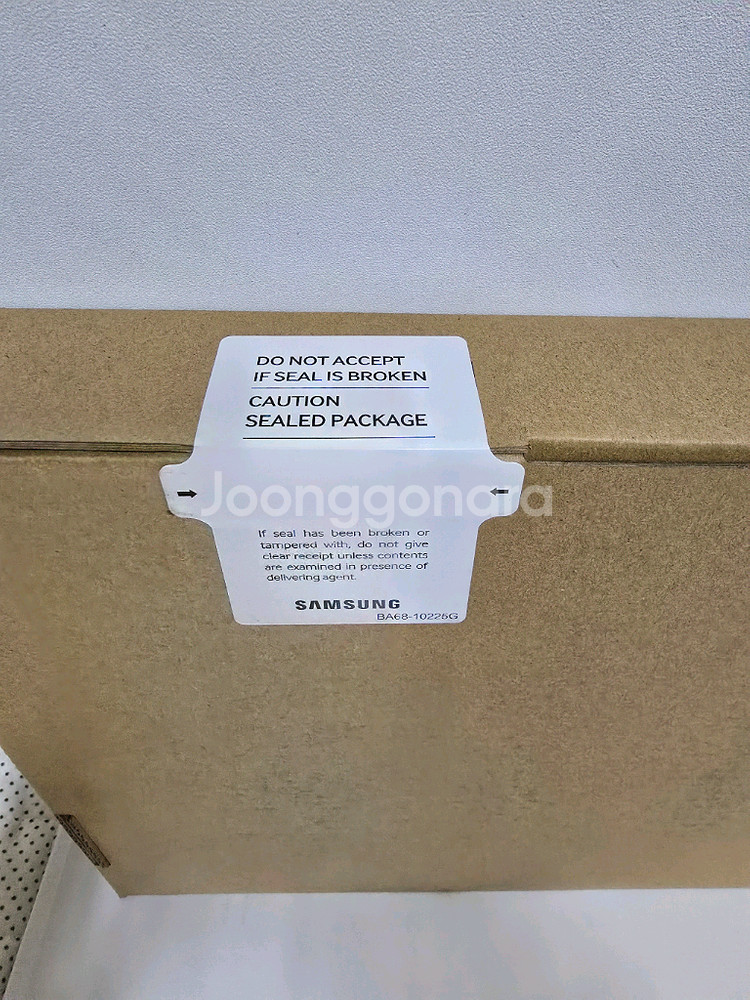 DO NOT ACCEPT
IF SEAL IS BROKEN
CAUTION
SEALED PACKAGE
Joonggonara
If seal has been broken or
tampered with, do not give
clear receipt unless contents
are examined in presence of
delivering agent.
SAMSUNG
BA68-10225G